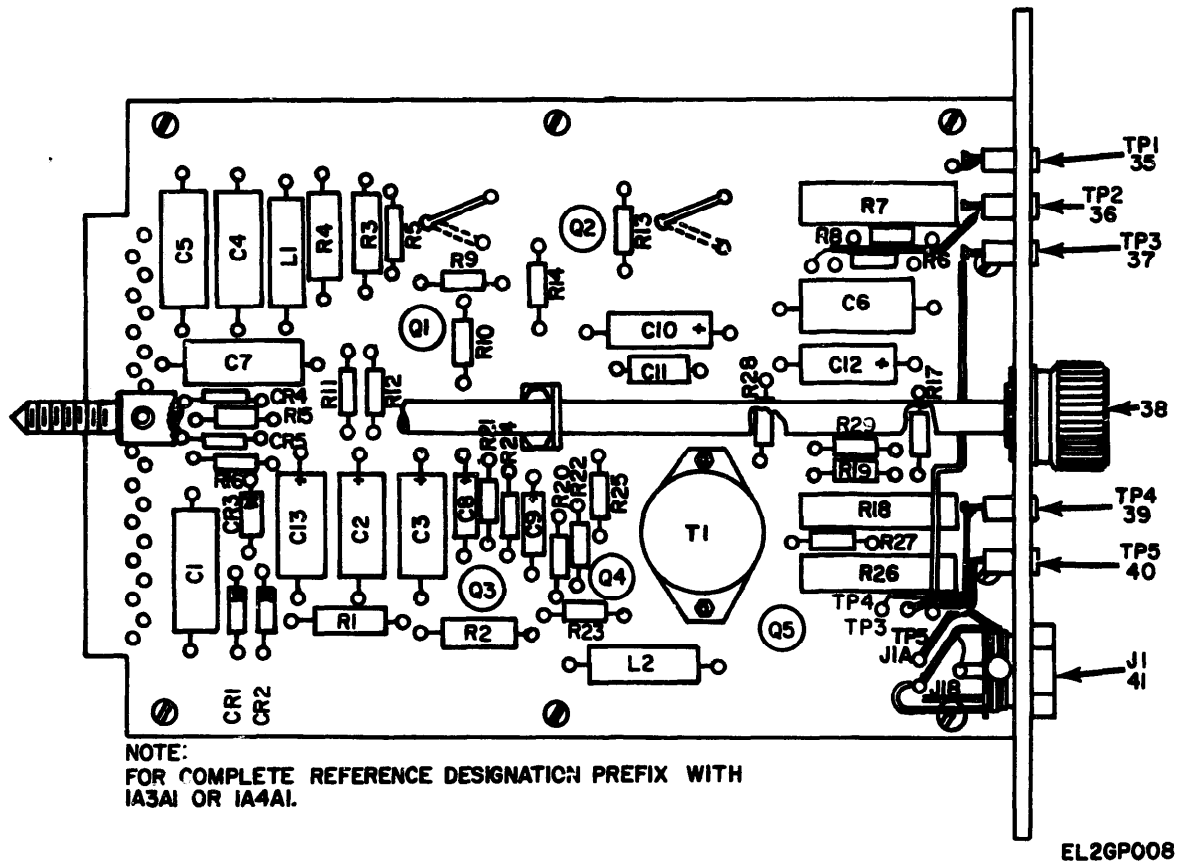 TP1
35
TP2
36
TP3
37
C5
C4
L1
R4
R3
R5
Q2
R13
R7
R8
R6
R9
R14
Q1
R10
C10 +
C6
C7
C11
R28
C12 +
R17
R11
R12
CR4
R15
CR5
R16
CR3
38
R21
R24
R29
R19
C13
C2
C3
C8
C9
R20
R22
R25
T1
R18
TP4
39
R27
TP5
40
C1
Q3
Q4
R26
TP4
TP3
R1
R2
R23
Q5
TP5
J1A
L2
J1
41
J1B
CR1
CR2
NOTE:
FOR COMPLETE REFERENCE DESIGNATION PREFIX WITH
1A3A1 OR 1A4A1.
EL2GP008